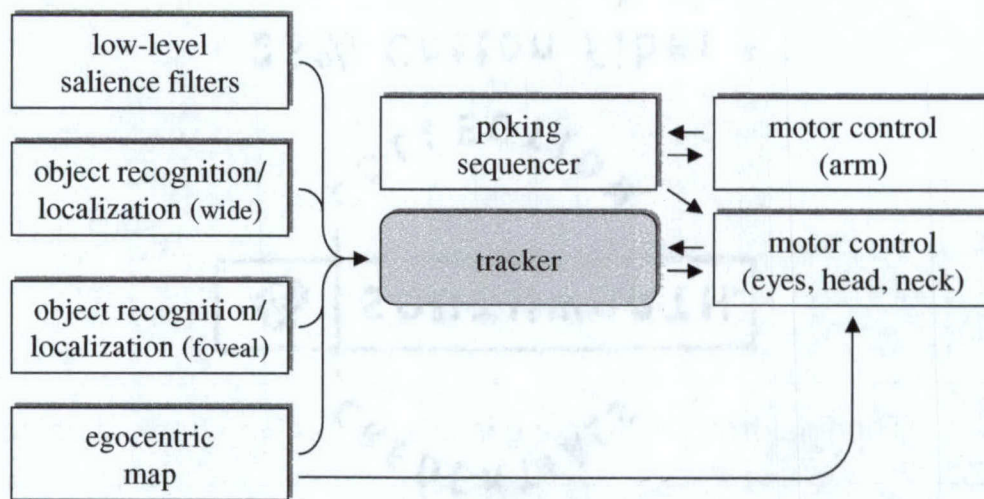 low-level
salience filters
object recognition/
localization (wide)
object recognition/
localization (foveal)
egocentric
map
poking
sequencer
tracker
motor control
(arm)
motor control
(eyes, head, neck)